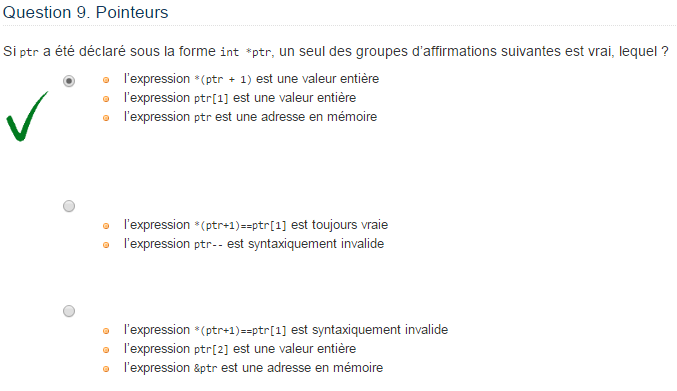 Question 9. Pointeurs
Si ptr a été déclaré sous la forme int *ptr, un seul des groupes d'affirmations suivantes est vrai, lequel ?
l'expression *(ptr + 1) est une valeur entière
l'expression ptr[1] est une valeur entière
l'expression ptr est une adresse en mémoire
l'expression *(ptr+1)==ptr[1] est toujours vraie
l'expression ptr-- est syntaxiquement invalide
l'expression *(ptr+1)==ptr[1] est syntaxiquement invalide
l'expression ptr[2] est une valeur entière
l'expression &ptr est une adresse en mémoire